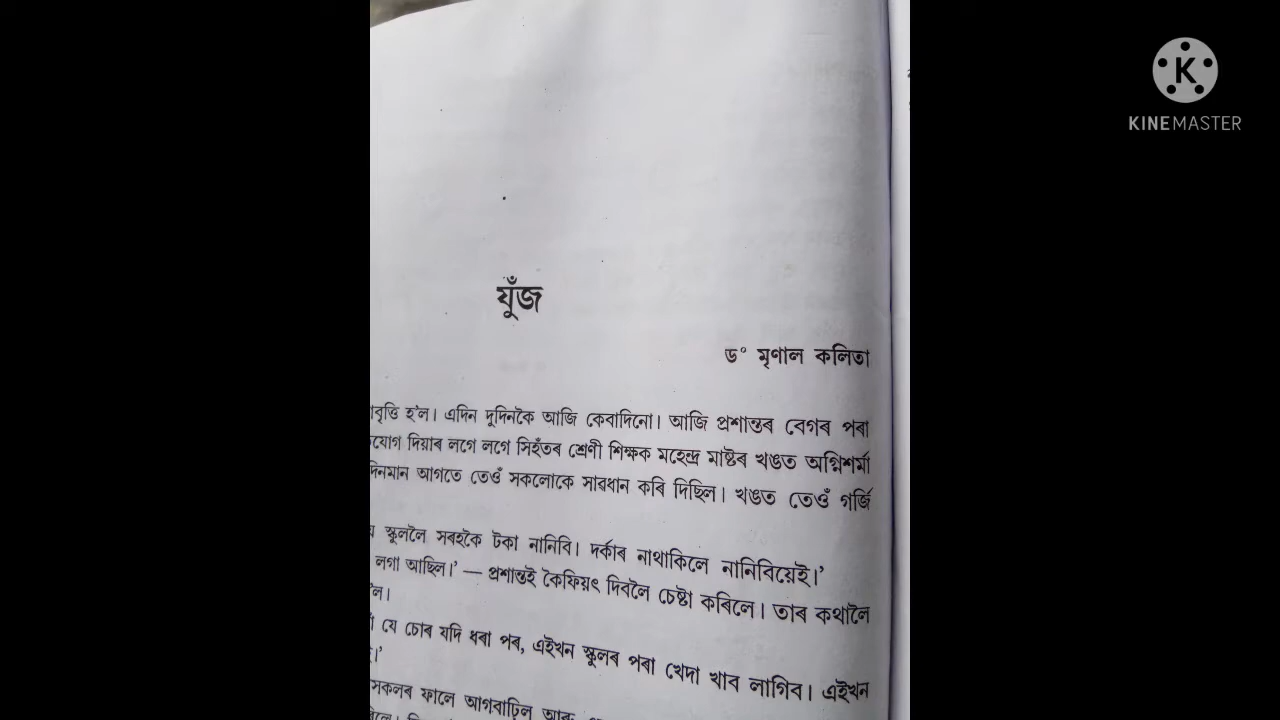 KINEMASTER
যুঁজ
ড° মৃণাল কলিতা
হ'ল। এদিন দুদিনকৈ আজি কেবাদিনো। আজি প্ৰশান্তৰ বেগৰ পৰা
দিয়াৰ লগে লগে সিহঁতৰ শ্ৰেণী শিক্ষক মহেন্দ্ৰ মাষ্টৰ খঙত অগ্নিশৰ্মা
আগতে তেওঁ সকলোকে সাৱধান কৰি দিছিল। খঙত তেওঁ গৰ্জি
স্কুললৈ সৰহকৈ টকা নানিবি। দৰ্কাৰ নাথাকিলে নানিবিয়েই।'
লগা আছিল।' — প্ৰশান্তই কৈফিয়ৎ দিবলৈ চেষ্টা কৰিলে। তাৰ কথালৈ
যে চোৰ যদি ধৰা পৰ, এইখন স্কুলৰ পৰা খেদা খাব লাগিব। এইখন
সকলৰ ফালে আগবাঢ়িল আৰু